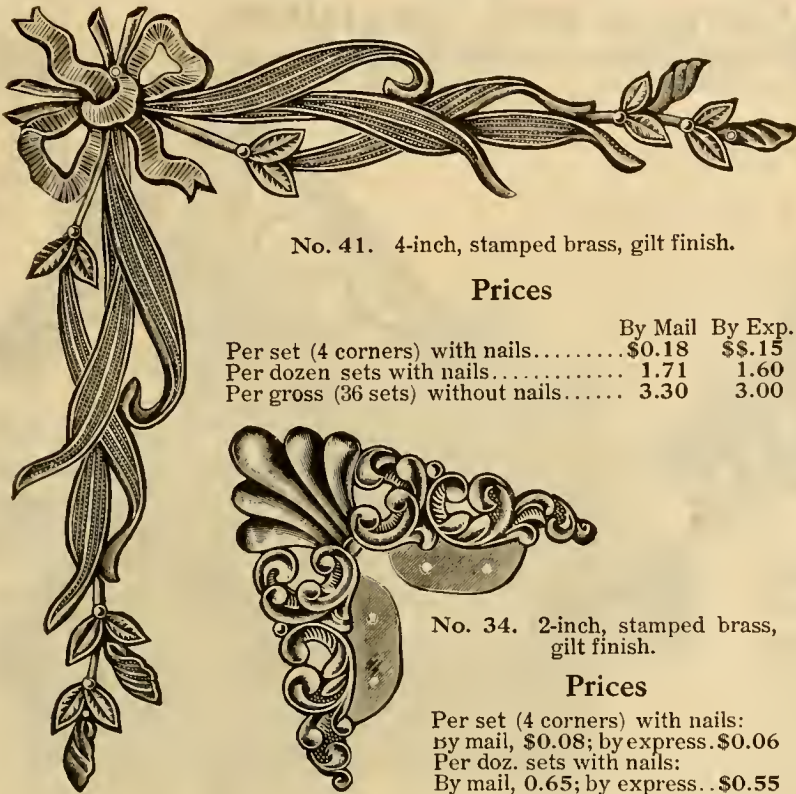 No. 41. 4-inch, stamped brass, gilt finish.
Prices
By Mail By Exp.
Per set (4 corners) with nails......... $0.18 $$.15
Per dozen sets with nails............. 1.71 1.60
Per gross (36 sets) without nails...... 3.30 3.00
No. 34. 2-inch, stamped brass,
gilt finish.
Prices
Per set (4 corners) with nails:
By mail, $0.08; by express.$0.06
Per doz. sets with nails:
By mail, 0.65; by express..$0.55